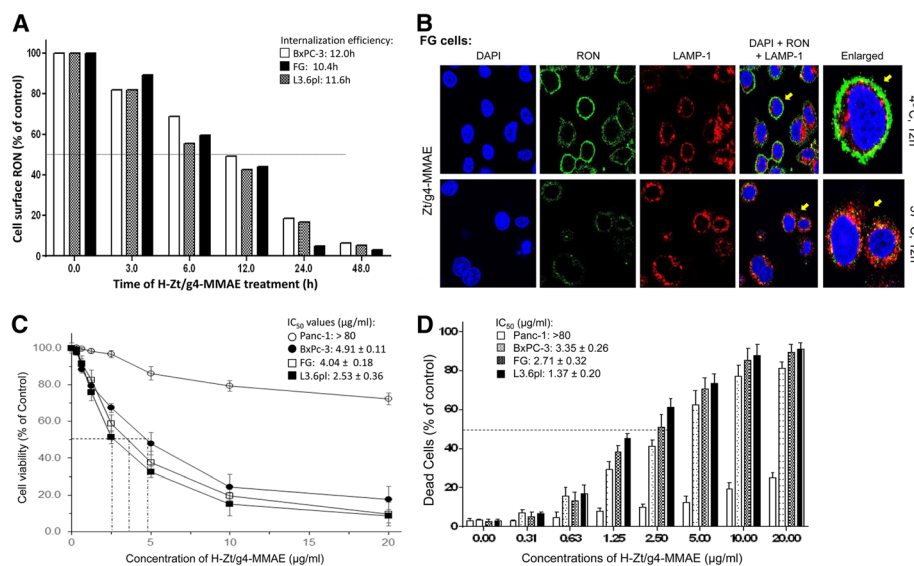 A
Internalization efficiency:
BxPC-3: 12.0h
FG: 10.4h
L3.6pl: 11.6h
Cell surface RON (% of control)
100
80
60
40
20
0
0.0 3.0 6.0 12.0 24.0 48.0
Time of H-Zt/g4-MMAE treatment (h)
B
FG cells:
DAPI RON LAMP-1 DAPI + RON + LAMP-1 Enlarged
Zt/g4-MMAE
C
IC50 values (µg/ml):
Panc-1: > 80
BxPc-3: 4.91 ± 0.11
FG: 4.04 ± 0.18
L3.6pl: 2.53 ± 0.36
Cell viability (% of Control)
100.0
80.0
60.0
40.0
20.0
0.0
0 5 10 15 20
Concentration of H-Zt/g4-MMAE (µg/ml)
D
IC50 (µg/ml):
Panc-1: >80
BxPC-3: 3.35 ± 0.26
FG: 2.71 ± 0.32
L3.6pl: 1.37 ± 0.20
Dead Cells (% of control)
100
80
60
40
20
0
0.00 0.31 0.63 1.25 2.50 5.00 10.00 20.00
Concentrations of H-Zt/g4-MMAE (µg/ml)